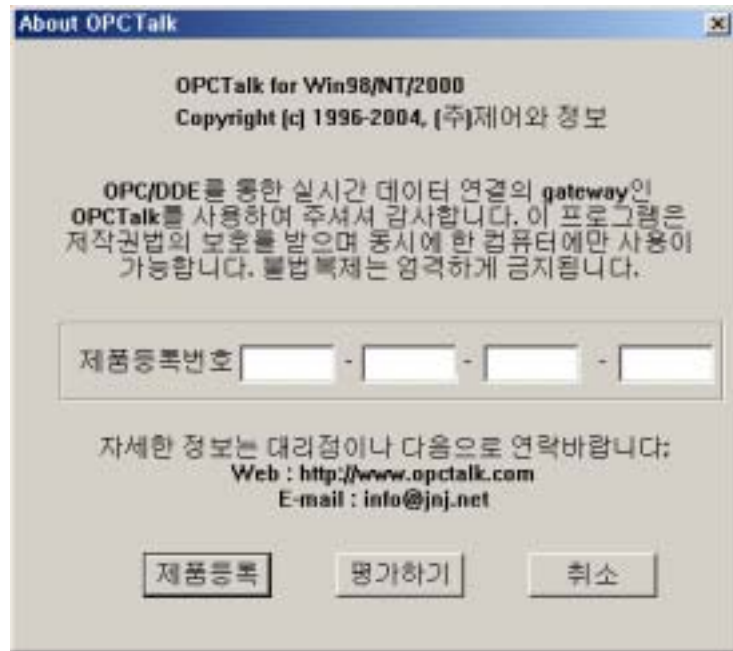 About OPCTalk
OPCTalk for Win98/NT/2000
Copyright (c) 1996-2004, (주)제어와 정보
OPC/DDE를 통한 실시간 데이터 연결의 gateway인
OPCTalk를 사용하여 주셔서 감사합니다. 이 프로그램은
저작권법의 보호를 받으며 동시에 한 컴퓨터에만 사용이
가능합니다. 불법복제는 엄격하게 금지됩니다.
제품등록번호 - - -
자세한 정보는 대리점이나 다음으로 연락바랍니다;
Web : http://www.opctalk.com
E-mail : info@jnj.net
제품등록 평가하기 취소